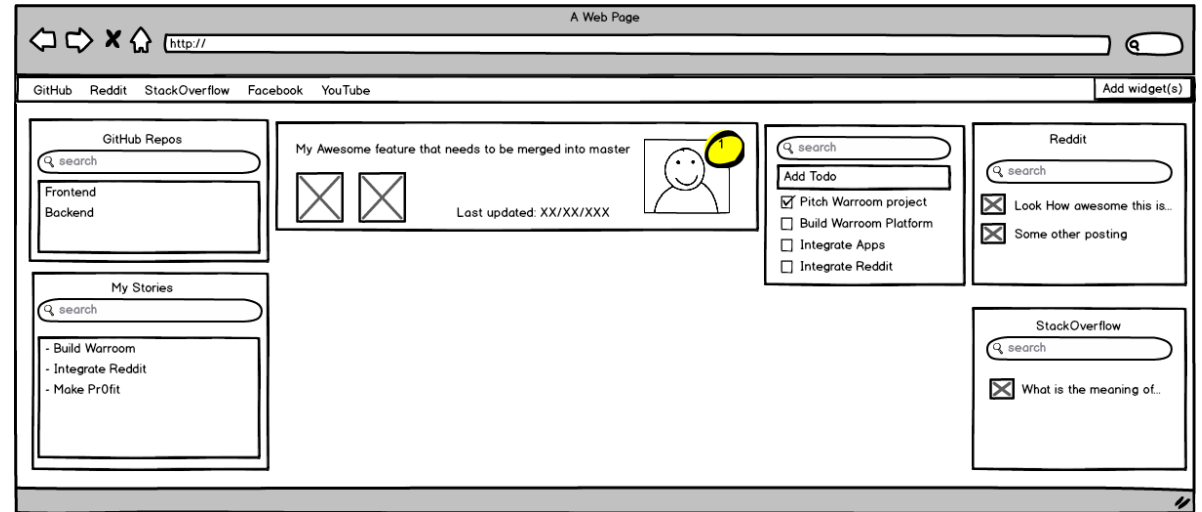 A Web Page
http://
GitHub Reddit StackOverflow Facebook YouTube
Add widget(s)
GitHub Repos
search
Frontend
Backend
My Stories
search
- Build Warroom
- Integrate Reddit
- Make Pr0fit
My Awesome feature that needs to be merged into master
1
Last updated: XX/XX/XXX
search
Add Todo
Pitch Warroom project
Build Warroom Platform
Integrate Apps
Integrate Reddit
Reddit
search
Look How awesome this is...
Some other posting
StackOverflow
search
What is the meaning of...